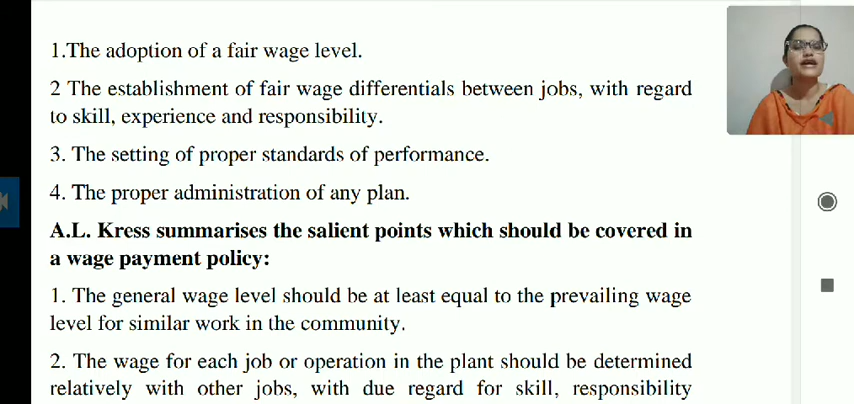 1.The adoption of a fair wage level.
2 The establishment of fair wage differentials between jobs, with regard
to skill, experience and responsibility.
3. The setting of proper standards of performance.
4. The proper administration of any plan.
A.L. Kress summarises the salient points which should be covered in
a wage payment policy:
1. The general wage level should be at least equal to the prevailing wage
level for similar work in the community.
2. The wage for each job or operation in the plant should be determined
relatively with other jobs, with due regard for skill, responsibility